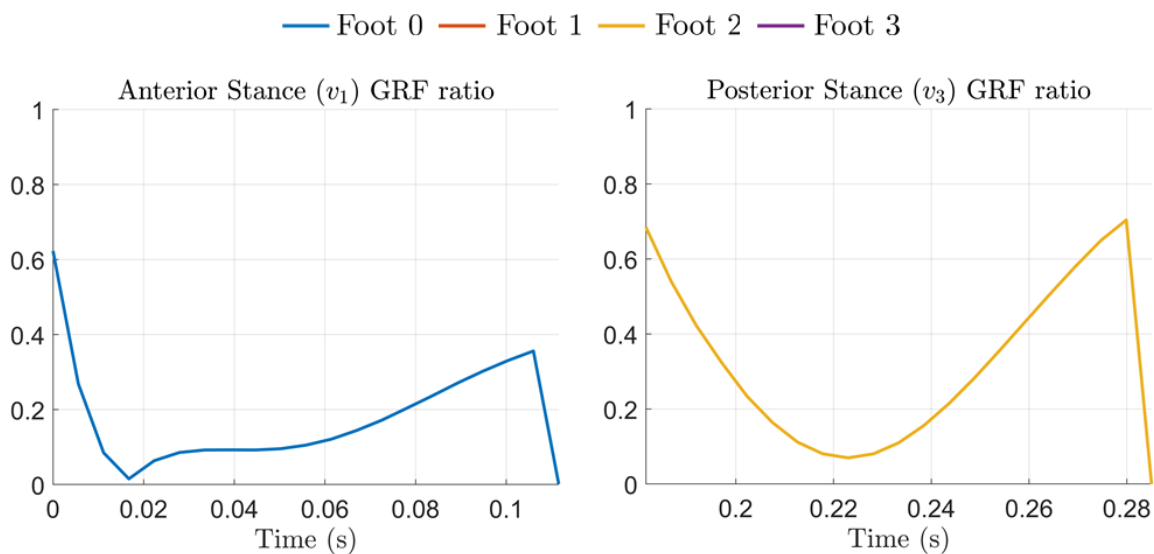 Foot 0 Foot 1 Foot 2 Foot 3
Anterior Stance (v₁) GRF ratio
1
0.8
0.6
0.4
0.2
0
0 0.02 0.04 0.06 0.08 0.1
Time (s)
Posterior Stance (v₃) GRF ratio
1
0.8
0.6
0.4
0.2
0
0.2 0.22 0.24 0.26 0.28
Time (s)